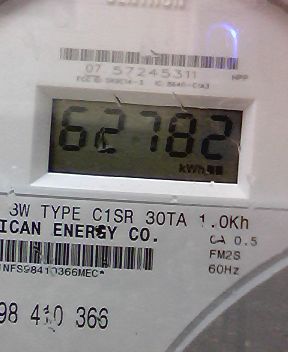 07 57245311 HPP
62782
kWh
3W TYPE C1SR 30TA 1.0Kh
ICAN ENERGY CO. CA 0.5
FM2S
NFS98410366MEC*
60Hz
98 410 366